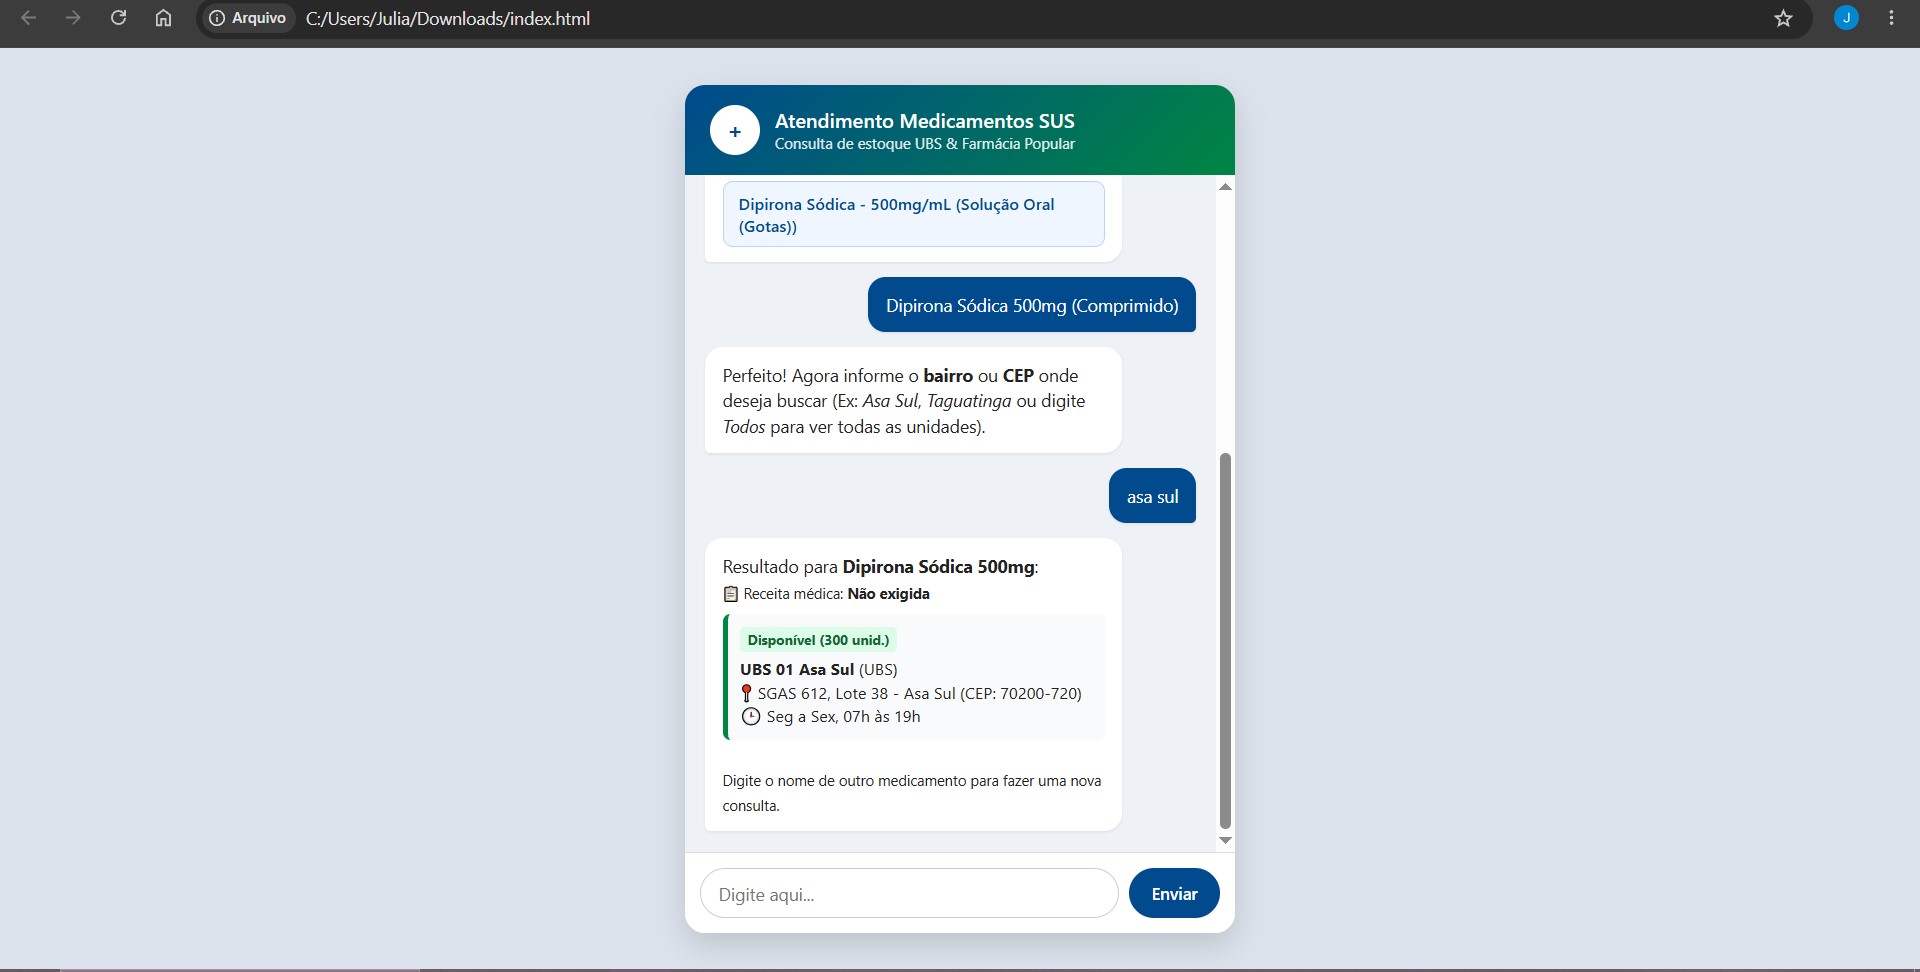 Arquivo
C:/Users/Julia/Downloads/index.html
J
+
Atendimento Medicamentos SUS
Consulta de estoque UBS & Farmácia Popular
Dipirona Sódica - 500mg/mL (Solução Oral
(Gotas))
Dipirona Sódica 500mg (Comprimido)
Perfeito! Agora informe o bairro ou CEP onde
deseja buscar (Ex: Asa Sul, Taguatinga ou digite
Todos para ver todas as unidades).
asa sul
Resultado para Dipirona Sódica 500mg:
📋 Receita médica: Não exigida
Disponível (300 unid.)
UBS 01 Asa Sul (UBS)
📍 SGAS 612, Lote 38 - Asa Sul (CEP: 70200-720)
🕒 Seg a Sex, 07h às 19h
Digite o nome de outro medicamento para fazer uma nova
consulta.
Digite aqui...
Enviar